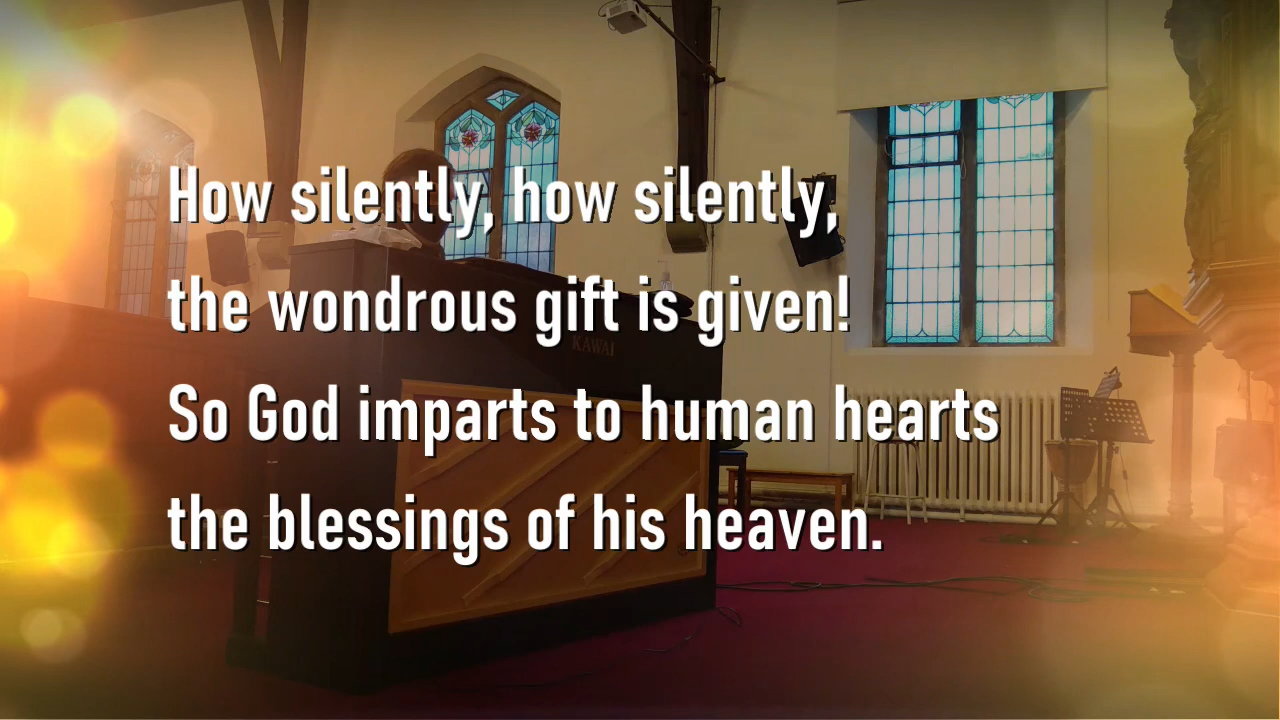 How silently, how silently,
the wondrous gift is given!
KAWAI
So God imparts to human hearts
the blessings of his heaven.